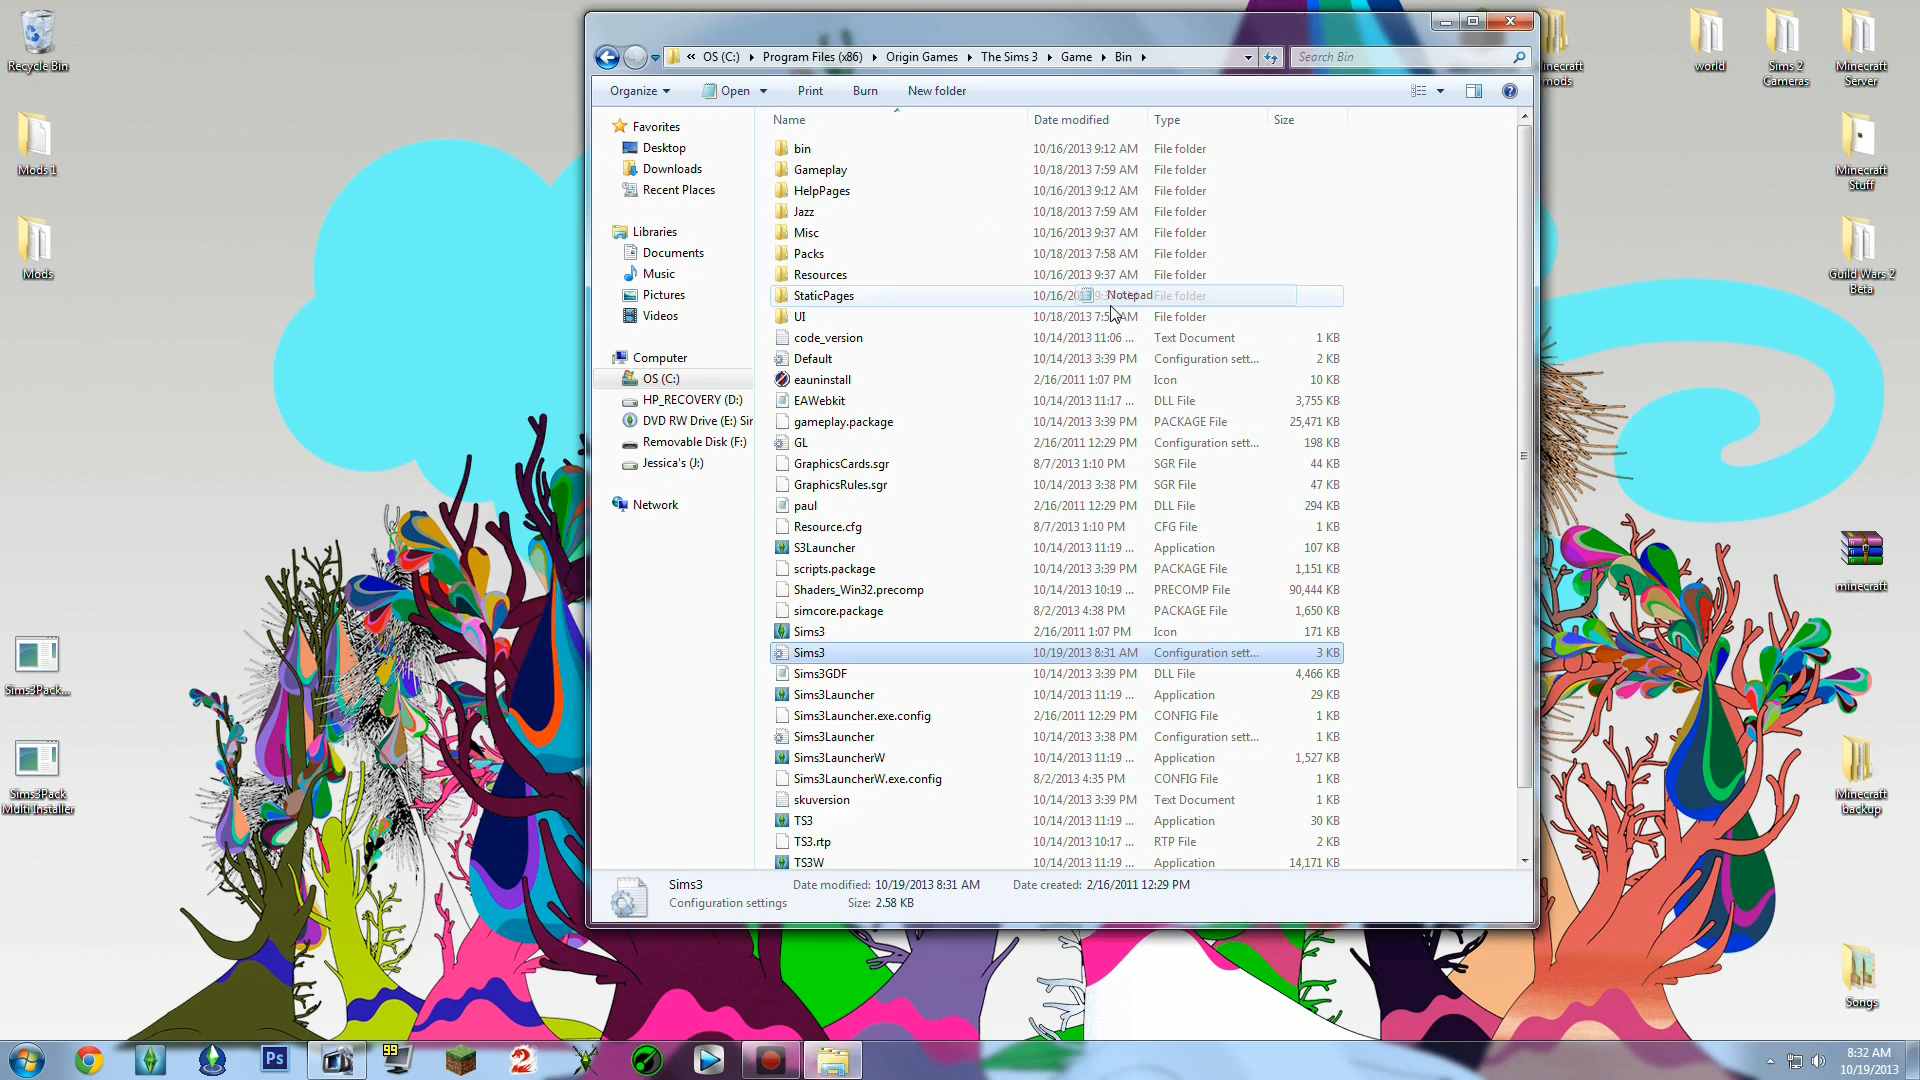 Recycle Bin
Mods 1
Mods
Sims3Pack...
Sims3Pack
Multi Installer
« OS (C:) Program Files (x86) Origin Games The Sims 3 Game Bin
Search Bin
Organize Open Print Burn New folder
Favorites
Desktop
Downloads
Recent Places
Libraries
Documents
Music
Pictures
Videos
Computer
OS (C:)
HP_RECOVERY (D:)
DVD RW Drive (E:) Sir
Removable Disk (F:)
Jessica's (J:)
Network
Name Date modified Type Size
bin 10/16/2013 9:12 AM File folder
Gameplay 10/18/2013 7:59 AM File folder
HelpPages 10/16/2013 9:12 AM File folder
Jazz 10/18/2013 7:59 AM File folder
Misc 10/16/2013 9:37 AM File folder
Packs 10/18/2013 7:58 AM File folder
Resources 10/16/2013 9:37 AM File folder
StaticPages 10/16/20 Notepad File folder
UI 10/18/2013 7:5 AM File folder
code_version 10/14/2013 11:06 ... Text Document 1 KB
Default 10/14/2013 3:39 PM Configuration sett... 2 KB
eauninstall 2/16/2011 1:07 PM Icon 10 KB
EAWebkit 10/14/2013 11:17 ... DLL File 3,755 KB
gameplay.package 10/14/2013 3:39 PM PACKAGE File 25,471 KB
GL 2/16/2011 12:29 PM Configuration sett... 198 KB
GraphicsCards.sgr 8/7/2013 1:10 PM SGR File 44 KB
GraphicsRules.sgr 10/14/2013 3:38 PM SGR File 47 KB
paul 2/16/2011 12:29 PM DLL File 294 KB
Resource.cfg 8/7/2013 1:10 PM CFG File 1 KB
S3Launcher 10/14/2013 11:19 ... Application 107 KB
scripts.package 10/14/2013 3:39 PM PACKAGE File 1,151 KB
Shaders_Win32.precomp 10/14/2013 10:19 ... PRECOMP File 90,444 KB
simcore.package 8/2/2013 4:38 PM PACKAGE File 1,650 KB
Sims3 2/16/2011 1:07 PM Icon 171 KB
Sims3 10/19/2013 8:31 AM Configuration sett... 3 KB
Sims3GDF 10/14/2013 3:39 PM DLL File 4,466 KB
Sims3Launcher 10/14/2013 11:19 ... Application 29 KB
Sims3Launcher.exe.config 2/16/2011 12:29 PM CONFIG File 1 KB
Sims3Launcher 10/14/2013 3:38 PM Configuration sett... 1 KB
Sims3LauncherW 10/14/2013 11:19 ... Application 1,527 KB
Sims3LauncherW.exe.config 8/2/2013 4:35 PM CONFIG File 1 KB
skuversion 10/14/2013 3:39 PM Text Document 1 KB
TS3 10/14/2013 11:19 ... Application 30 KB
TS3.rtp 10/14/2013 10:17 ... RTP File 2 KB
TS3W 10/14/2013 11:19 ... Application 14,171 KB
Sims3 Date modified: 10/19/2013 8:31 AM Date created: 2/16/2011 12:29 PM
Configuration settings Size: 2.58 KB
inecraft
mods
world
Sims 2
Cameras
Minecraft
Server
Minecraft
Stuff
Guild Wars 2
Beta
minecraft
Minecraft
backup
Songs
Ps
99
8:32 AM
10/19/2013